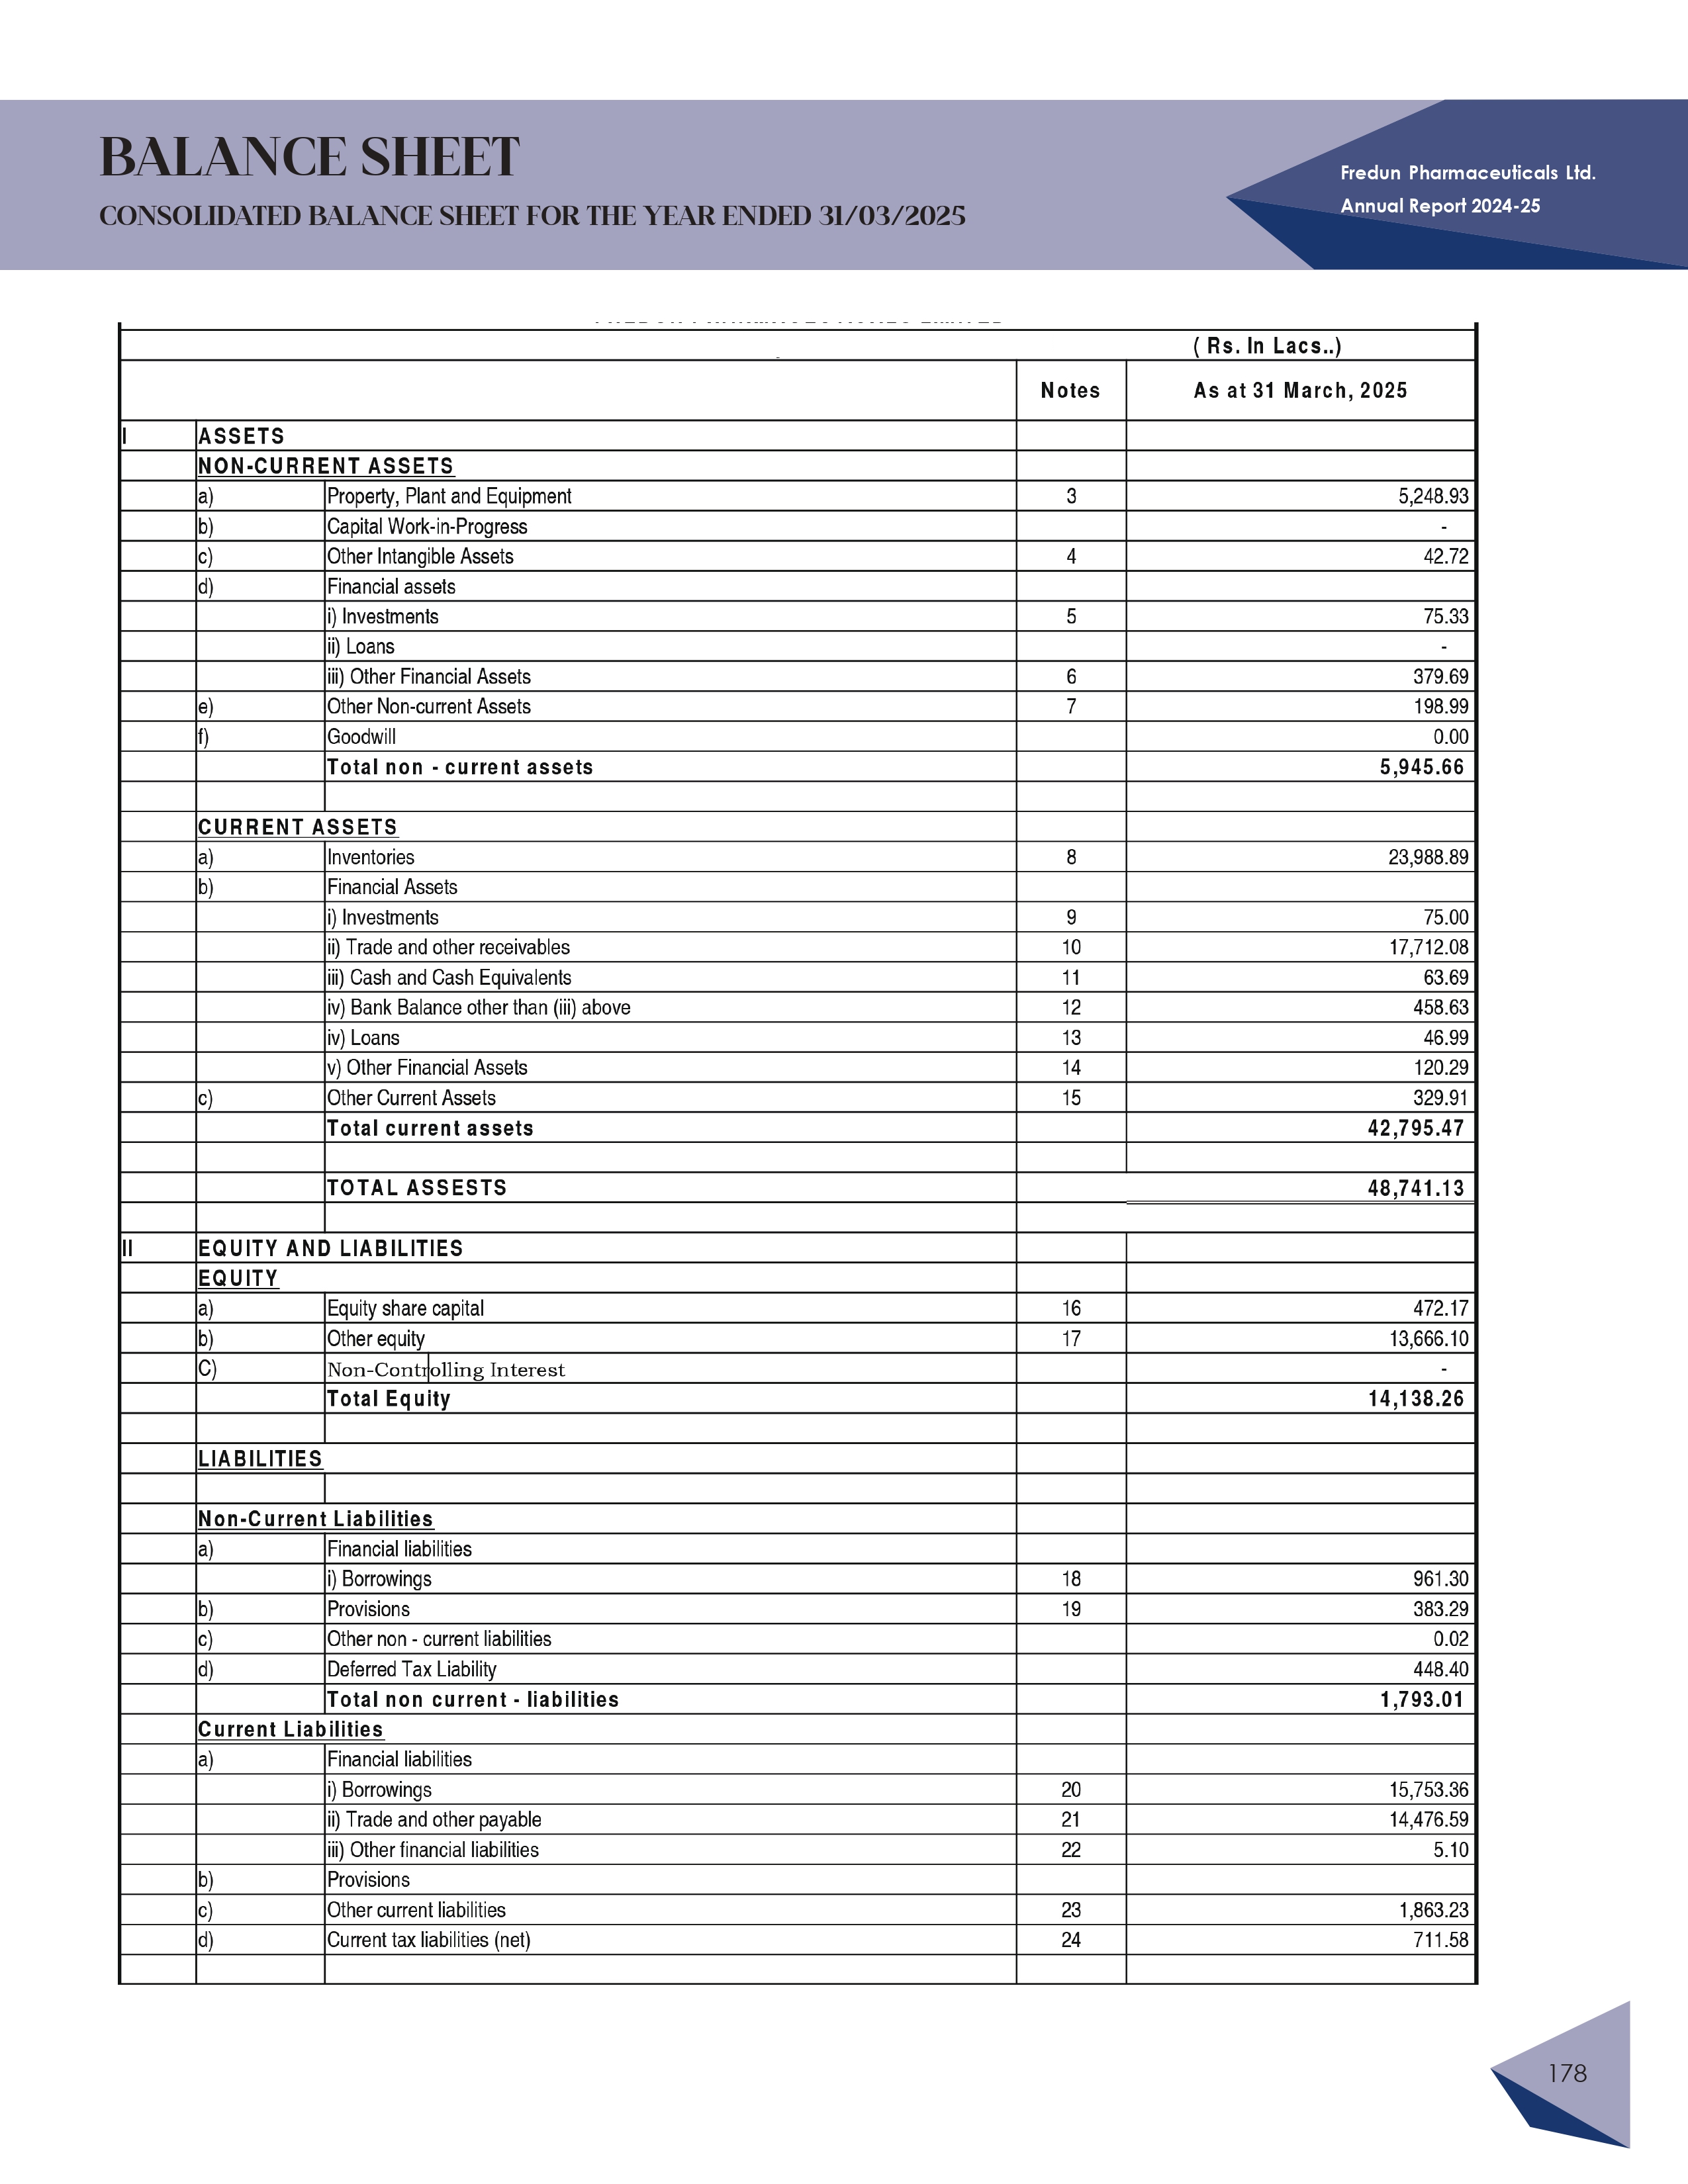 BALANCE SHEET
CONSOLIDATED BALANCE SHEET FOR THE YEAR ENDED 31/03/2025
Fredun Pharmaceuticals Ltd.
Annual Report 2024-25
( Rs. In Lacs..)
Notes As at 31 March, 2025
I ASSETS
NON-CURRENT ASSETS
a) Property, Plant and Equipment 3 5,248.93
b) Capital Work-in-Progress -
c) Other Intangible Assets 4 42.72
d) Financial assets
i) Investments 5 75.33
ii) Loans -
iii) Other Financial Assets 6 379.69
e) Other Non-current Assets 7 198.99
f) Goodwill 0.00
Total non - current assets 5,945.66
CURRENT ASSETS
a) Inventories 8 23,988.89
b) Financial Assets
i) Investments 9 75.00
ii) Trade and other receivables 10 17,712.08
iii) Cash and Cash Equivalents 11 63.69
iv) Bank Balance other than (iii) above 12 458.63
iv) Loans 13 46.99
v) Other Financial Assets 14 120.29
c) Other Current Assets 15 329.91
Total current assets 42,795.47
TOTAL ASSESTS 48,741.13
II EQUITY AND LIABILITIES
EQUITY
a) Equity share capital 16 472.17
b) Other equity 17 13,666.10
C) Non-Controlling Interest -
Total Equity 14,138.26
LIABILITIES
Non-Current Liabilities
a) Financial liabilities
i) Borrowings 18 961.30
b) Provisions 19 383.29
c) Other non - current liabilities 0.02
d) Deferred Tax Liability 448.40
Total non current - liabilities 1,793.01
Current Liabilities
a) Financial liabilities
i) Borrowings 20 15,753.36
ii) Trade and other payable 21 14,476.59
iii) Other financial liabilities 22 5.10
b) Provisions
c) Other current liabilities 23 1,863.23
d) Current tax liabilities (net) 24 711.58
178